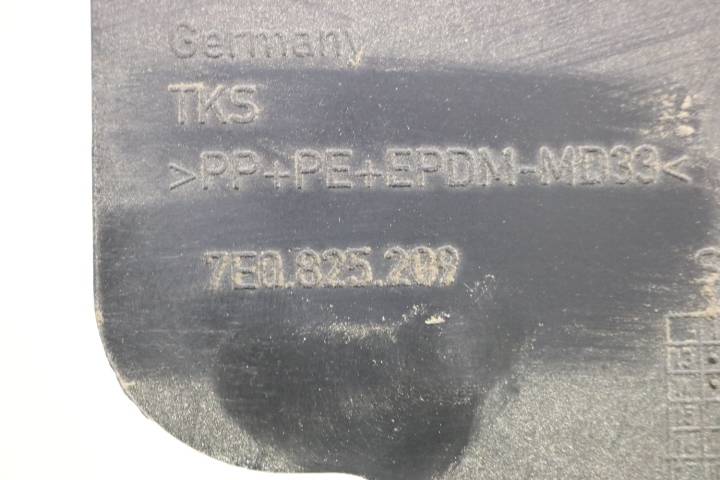 Germany
TKS
>PP+PE+EPDM-MD33<
7E0.825.209